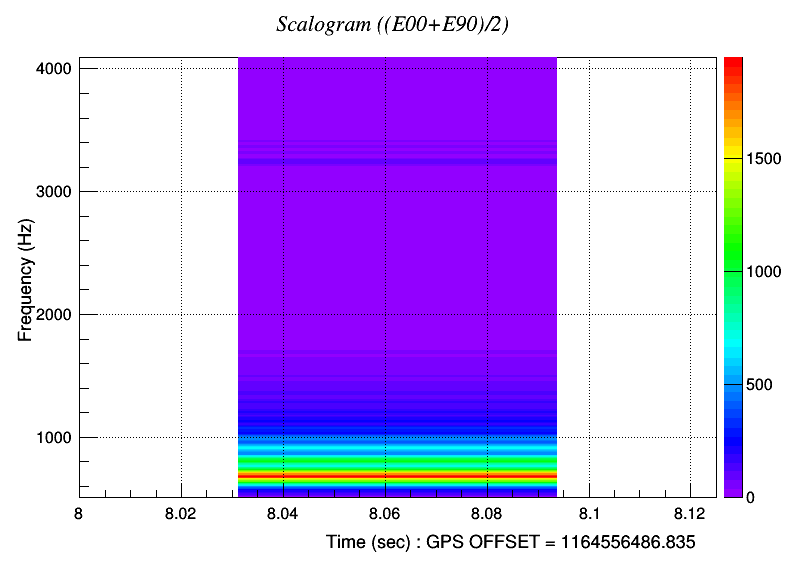 Scalogram ((E00+E90)/2)
4000
3000
2000
1000
Frequency (Hz)
1500
1000
500
0
8 8.02 8.04 8.06 8.08 8.1 8.12
Time (sec) : GPS OFFSET = 1164556486.835